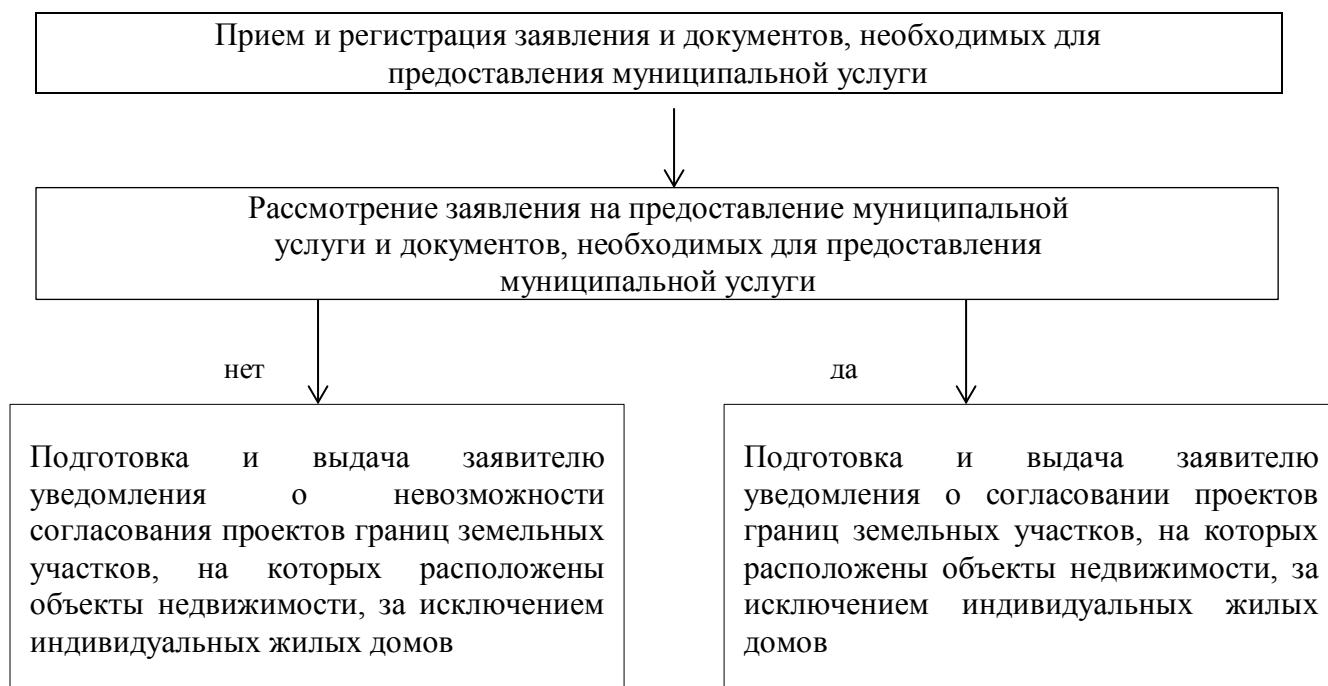 Прием и регистрация заявления и документов, необходимых для
предоставления муниципальной услуги
Рассмотрение заявления на предоставление муниципальной
услуги и документов, необходимых для предоставления
муниципальной услуги
нет
да
Подготовка и выдача заявителю
уведомления о невозможности
согласования проектов границ земельных
участков, на которых расположены
объекты недвижимости, за исключением
индивидуальных жилых домов
Подготовка и выдача заявителю
уведомления о согласовании проектов
границ земельных участков, на которых
расположены объекты недвижимости, за
исключением индивидуальных жилых
домов